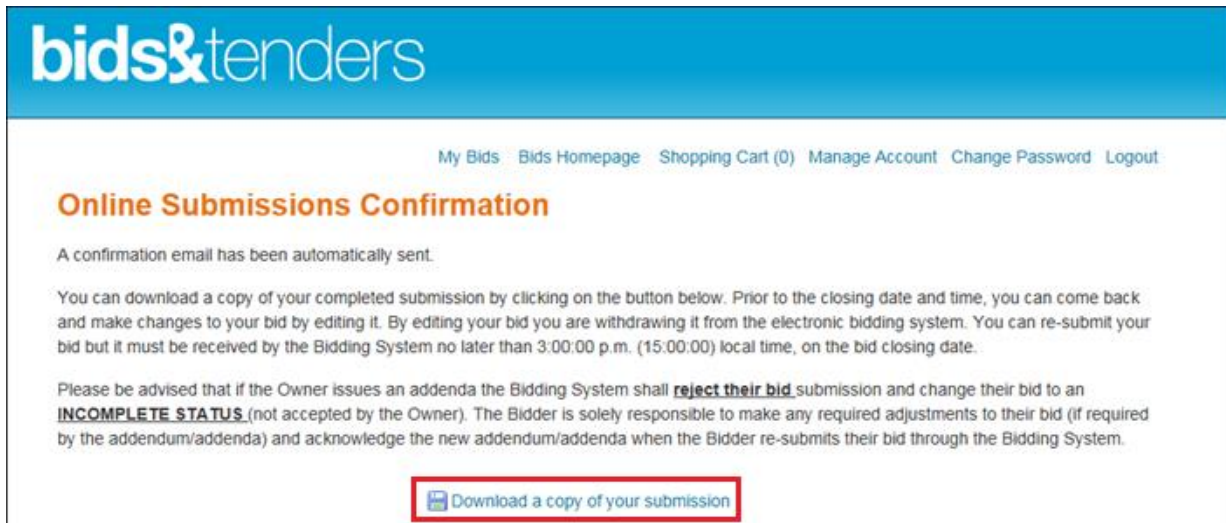 bids&tenders
My Bids Bids Homepage Shopping Cart (0) Manage Account Change Password Logout
Online Submissions Confirmation
A confirmation email has been automatically sent.
You can download a copy of your completed submission by clicking on the button below. Prior to the closing date and time, you can come back
and make changes to your bid by editing it. By editing your bid you are withdrawing it from the electronic bidding system. You can re-submit your
bid but it must be received by the Bidding System no later than 3:00:00 p.m. (15:00:00) local time, on the bid closing date.
Please be advised that if the Owner issues an addenda the Bidding System shall reject their bid submission and change their bid to an
INCOMPLETE STATUS (not accepted by the Owner). The Bidder is solely responsible to make any required adjustments to their bid (if required
by the addendum/addenda) and acknowledge the new addendum/addenda when the Bidder re-submits their bid through the Bidding System.
Download a copy of your submission